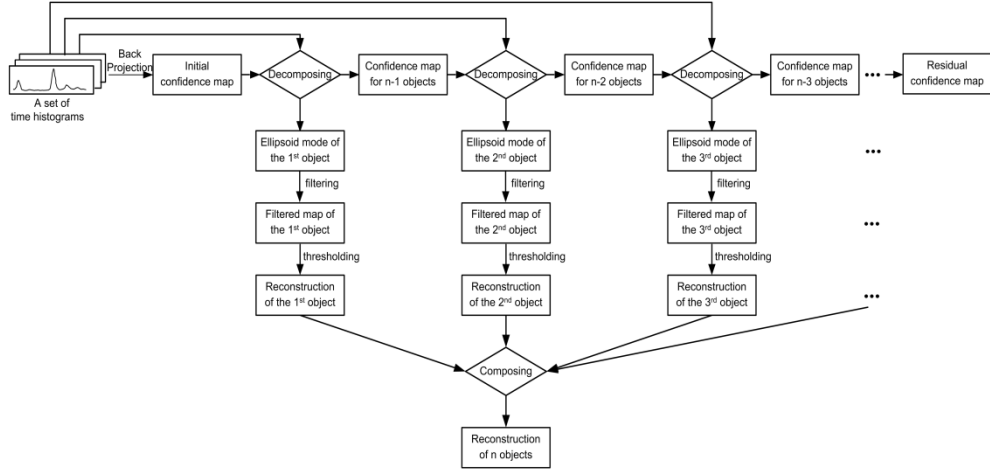 Back
Projection
A set of
time histograms
Initial
confidence map
Decomposing
Confidence map
for n-1 objects
Decomposing
Confidence map
for n-2 objects
Decomposing
Confidence map
for n-3 objects
•••
Residual
confidence map
Ellipsoid mode of
the 1st object
Ellipsoid mode of
the 2nd object
Ellipsoid mode of
the 3rd object
•••
filtering
filtering
filtering
Filtered map of
the 1st object
Filtered map of
the 2nd object
Filtered map of
the 3rd object
•••
thresholding
thresholding
thresholding
Reconstruction
of the 1st object
Reconstruction
of the 2nd object
Reconstruction
of the 3rd object
•••
Composing
Reconstruction
of n objects